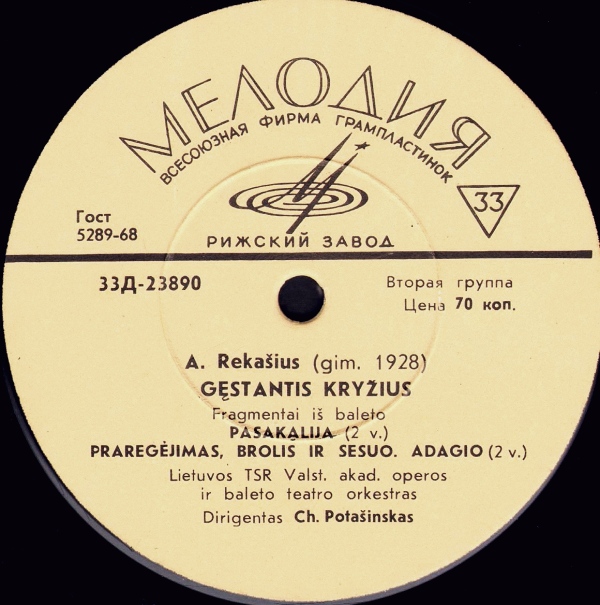 МЕЛОДИЯ
ВСЕСОЮЗНАЯ ФИРМА ГРАМПЛАСТИНОК
33
Гост
5289-68
РИЖСКИЙ ЗАВОД
33Д-23890
Вторая группа
Цена 70 коп.
A. Rekašius (gim. 1928)
GĘSTANTIS KRYŽIUS
Fragmentai iš baleto
PASAKALIJA (2 v.)
PRAREGĖJIMAS, BROLIS IR SESUO. ADAGIO (2 v.)
Lietuvos TSR Valst. akad. operos
ir baleto teatro orkestras
Dirigentas Ch. Potašinskas